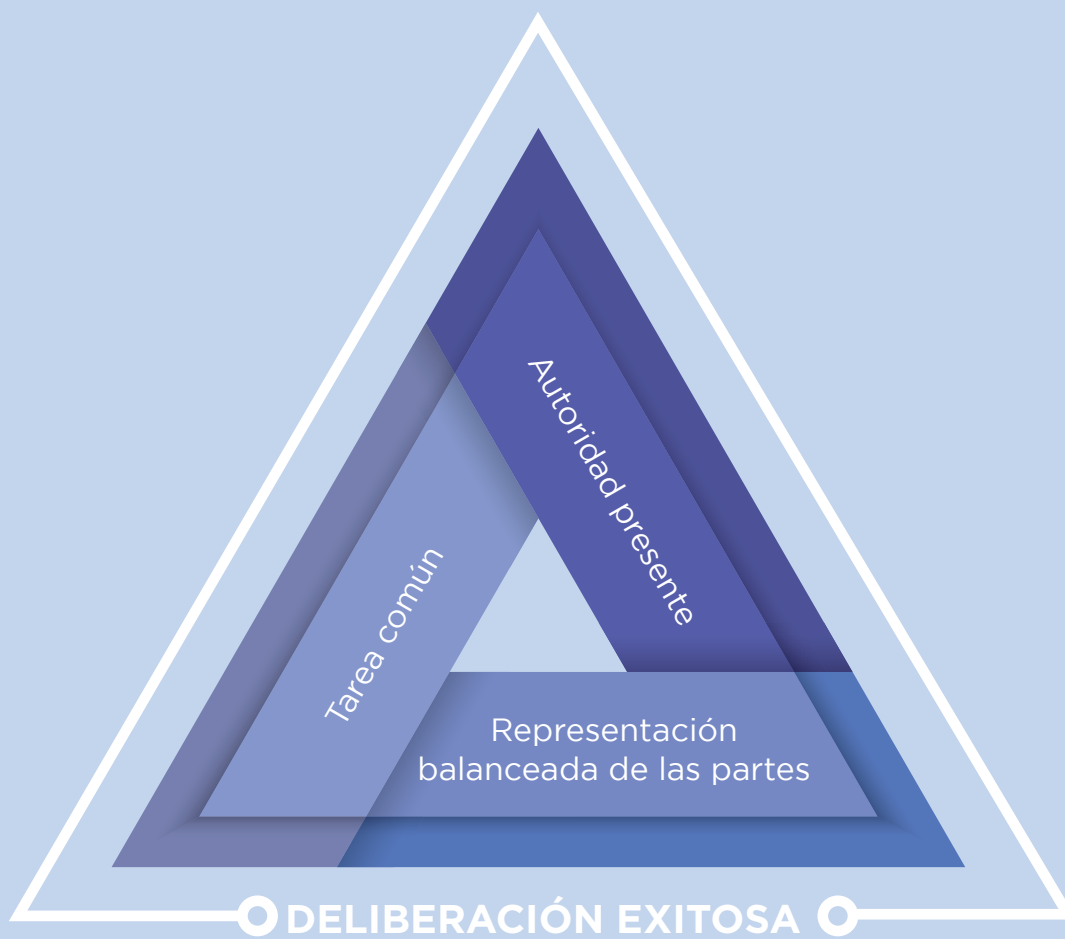 Autoridad presente
Tarea común
Representación
balanceada de las partes
DELIBERACIÓN EXITOSA